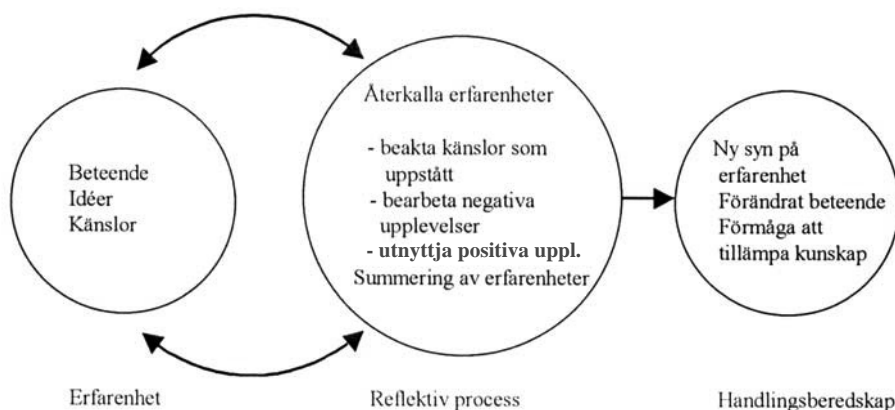 Beteende
Idéer
Känslor
Återkalla erfarenheter
- beakta känslor som
uppstått
- bearbeta negativa
upplevelser
- utnyttja positiva uppl.
Summering av erfarenheter
Ny syn på
erfarenhet
Förändrat beteende
Förmåga att
tillämpa kunskap
Erfarenhet
Reflektiv process
Handlingsberedskap